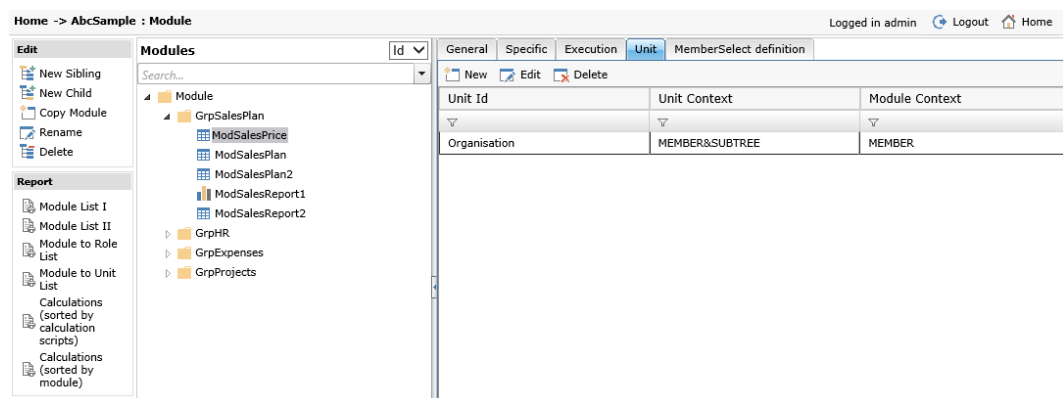 Home -> AbcSample : Module
Logged in admin Logout Home
Edit
New Sibling
New Child
Copy Module
Rename
Delete
Report
Module List I
Module List II
Module to Role
List
Module to Unit
List
Calculations
(sorted by
calculation
scripts)
Calculations
(sorted by
module)
Modules Id
Search...
Module
GrpSalesPlan
ModSalesPrice
ModSalesPlan
ModSalesPlan2
ModSalesReport1
ModSalesReport2
GrpHR
GrpExpenses
GrpProjects
General Specific Execution Unit MemberSelect definition
New Edit Delete
Unit Id Unit Context Module Context
Organisation MEMBER&SUBTREE MEMBER